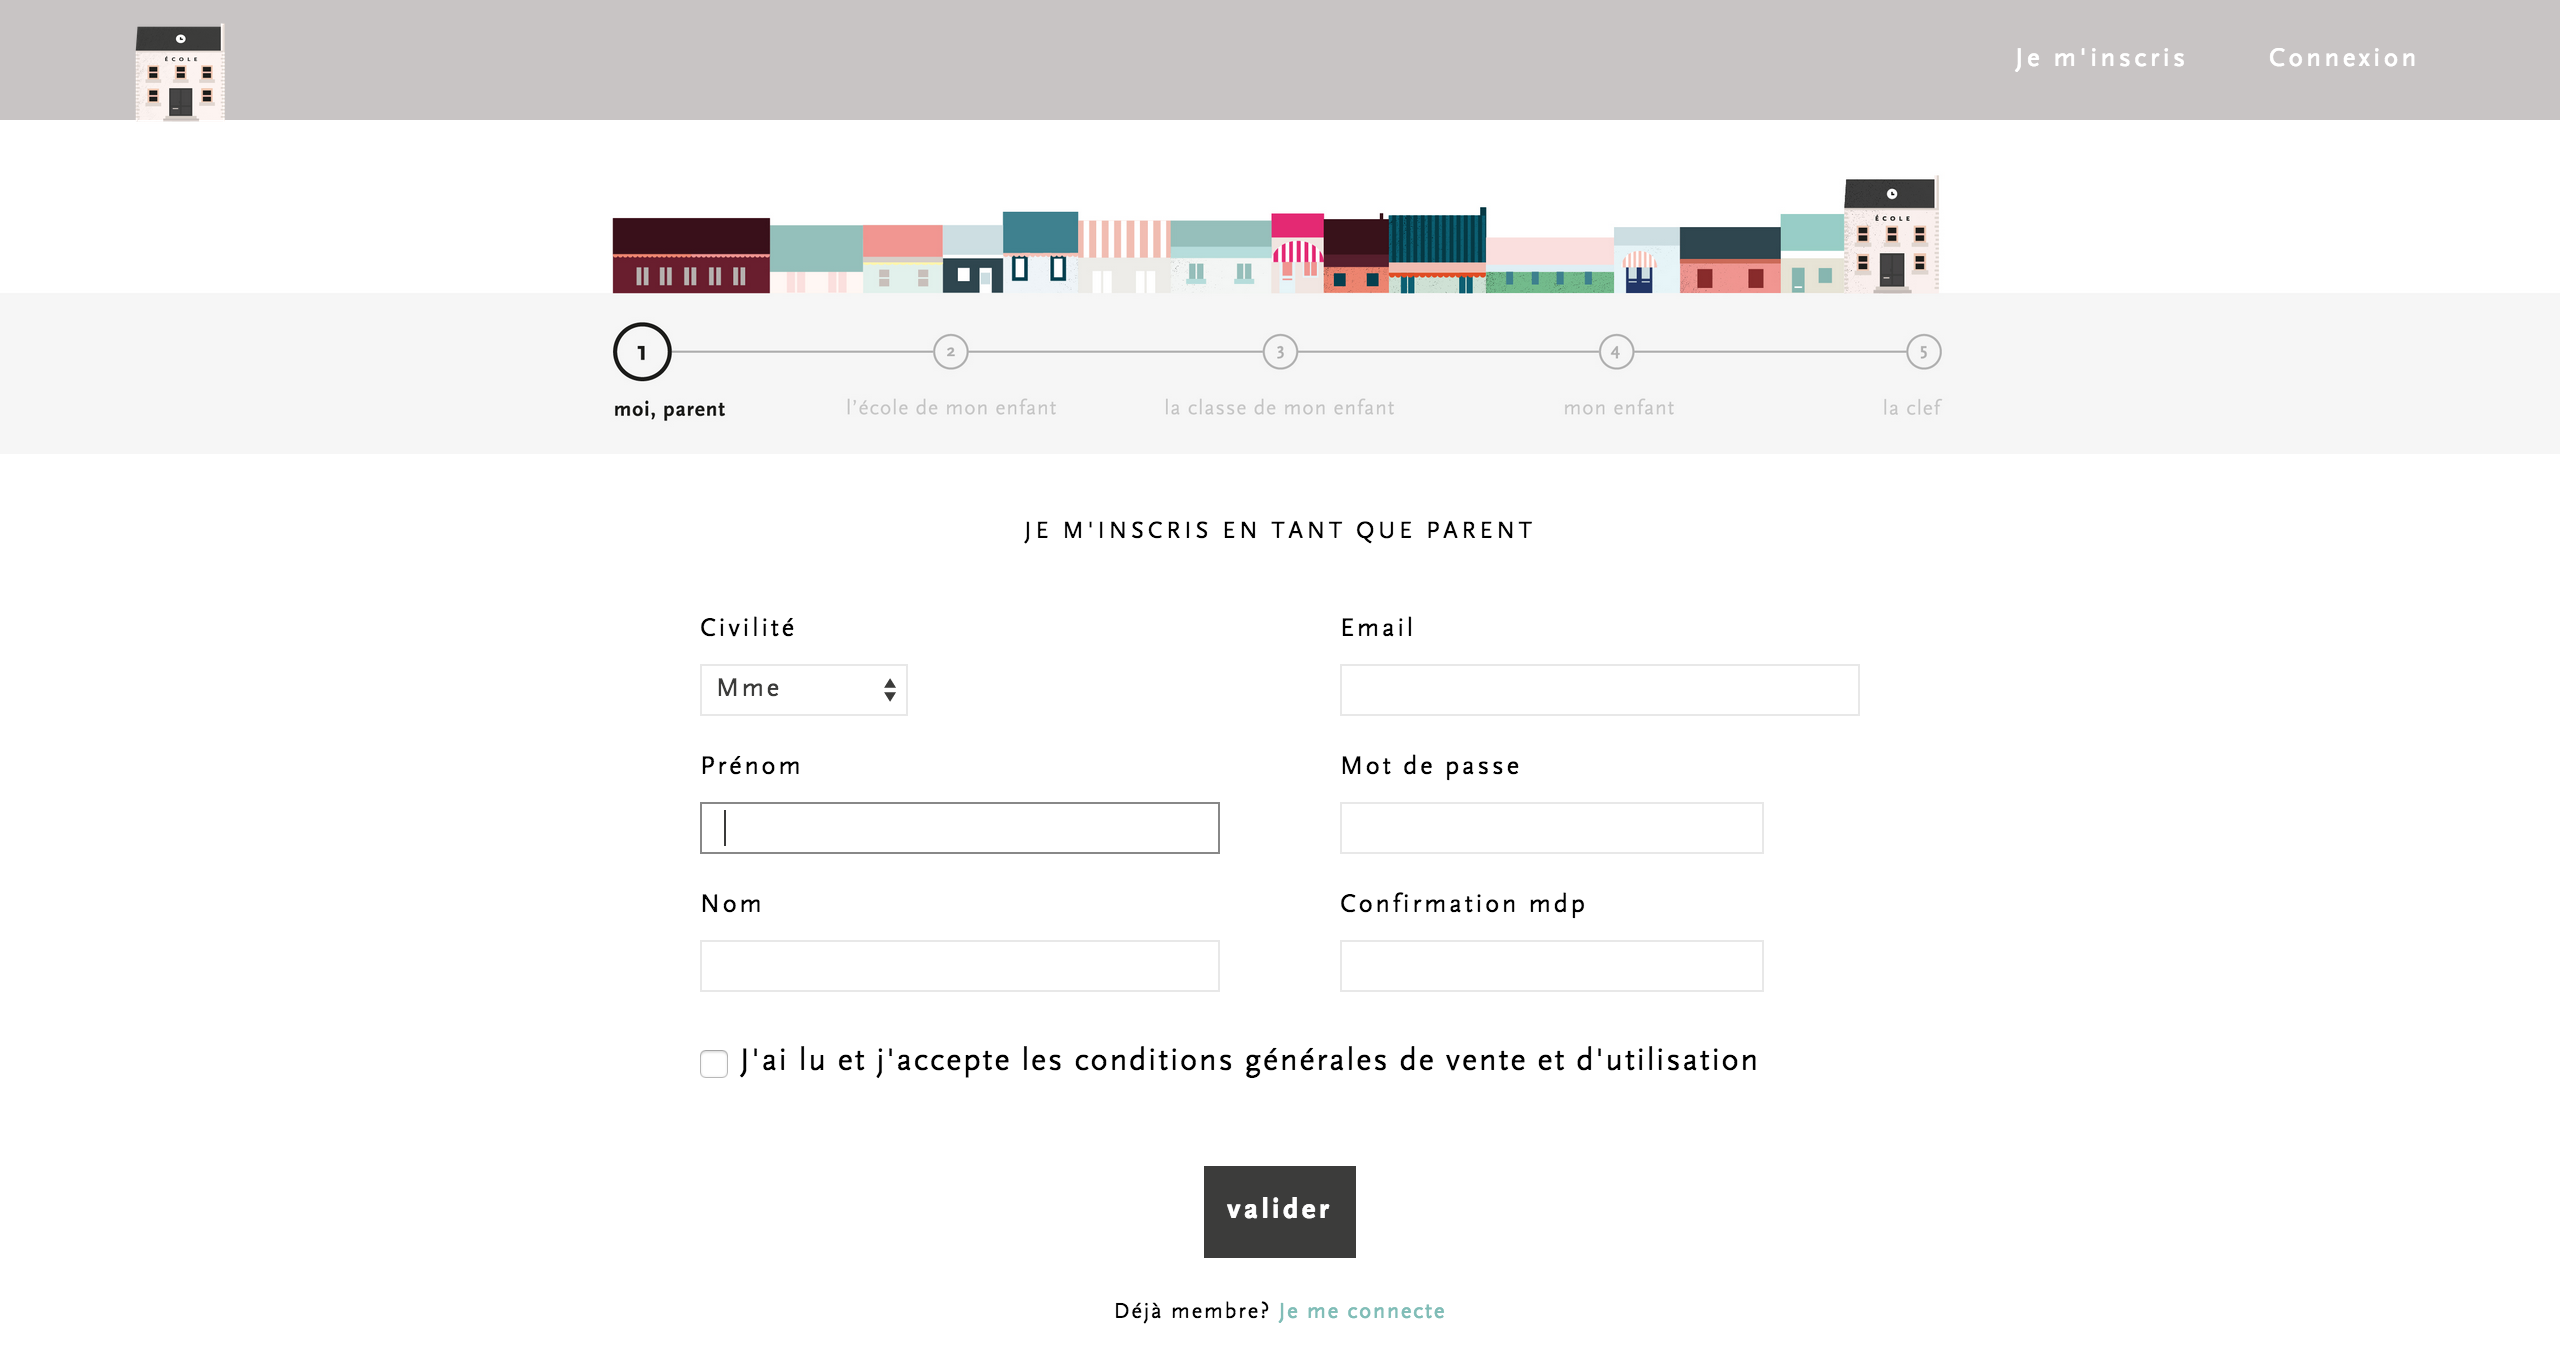 ÉCOLE
Je m'inscris
Connexion
ÉCOLE
1
2
3
4
5
moi, parent
l'école de mon enfant
la classe de mon enfant
mon enfant
la clef
JE M'INSCRIS EN TANT QUE PARENT
Civilité
Mme
Prénom
Nom
Email
Mot de passe
Confirmation mdp
J'ai lu et j'accepte les conditions générales de vente et d'utilisation
valider
Déjà membre? Je me connecte